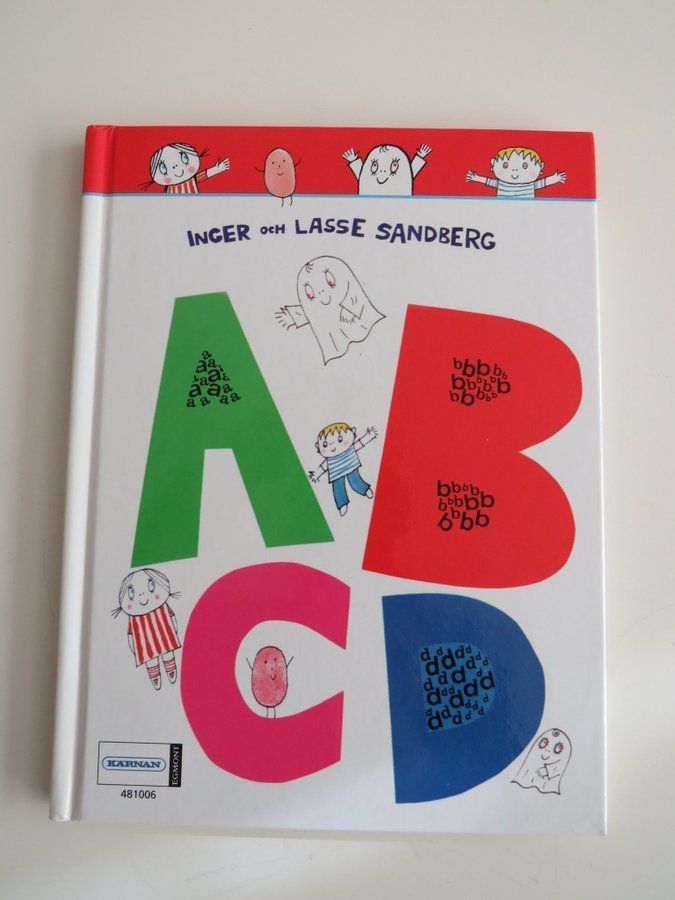 INGER OCH LASSE SANDBERG
A B
C D
KÄRNAN
EGMONT
481006